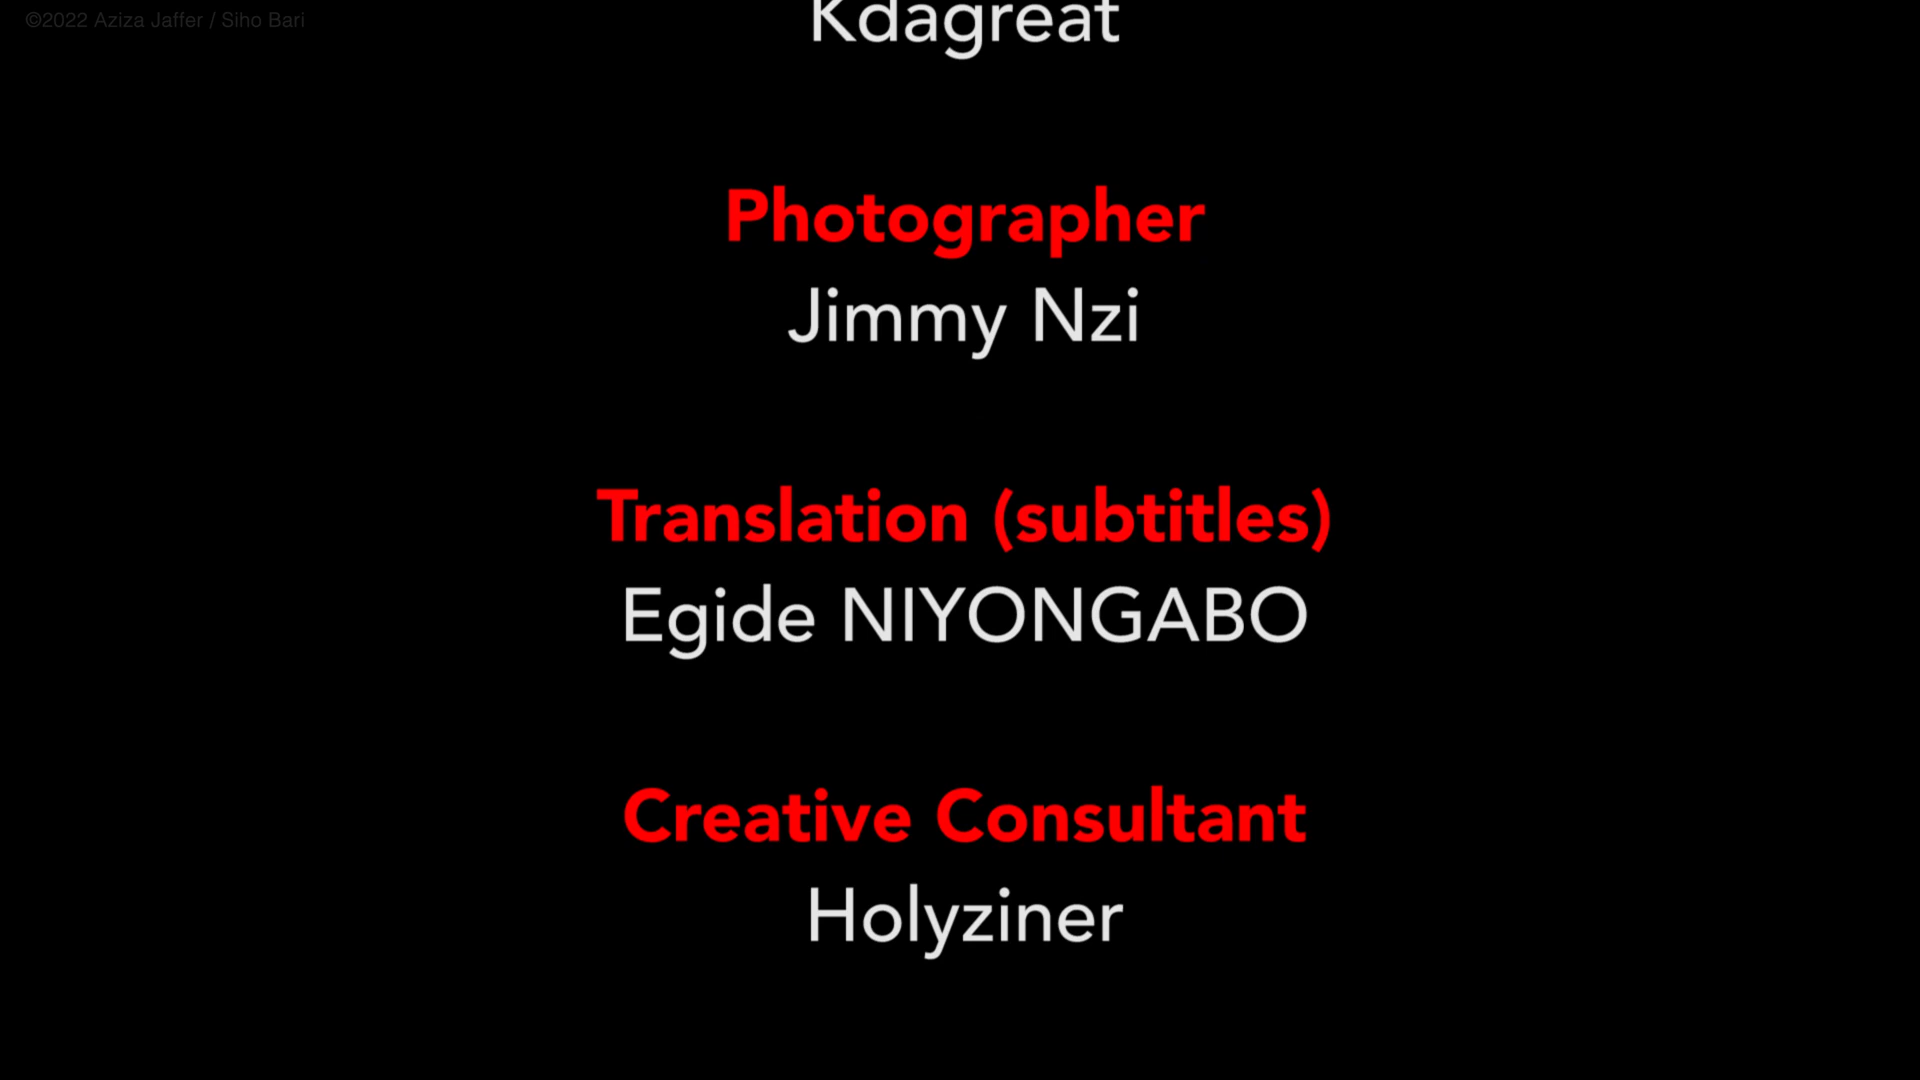 ©2022 Aziza Jaffer / Siho Bari
Kdagreat
Photographer
Jimmy Nzi
Translation (subtitles)
Egide NIYONGABO
Creative Consultant
Holyziner